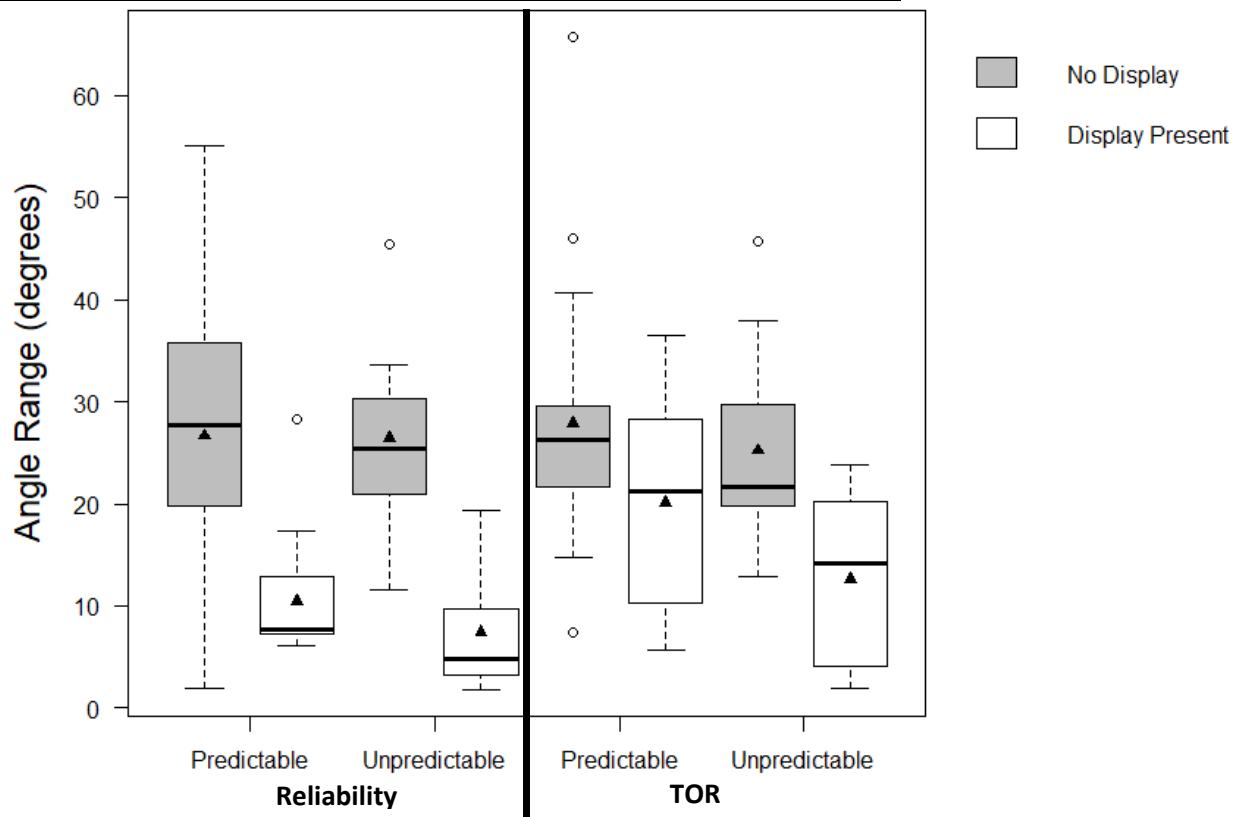 60
50
40
30
20
10
0
Angle Range (degrees)
No Display
Display Present
Predictable Unpredictable Predictable Unpredictable
Reliability TOR